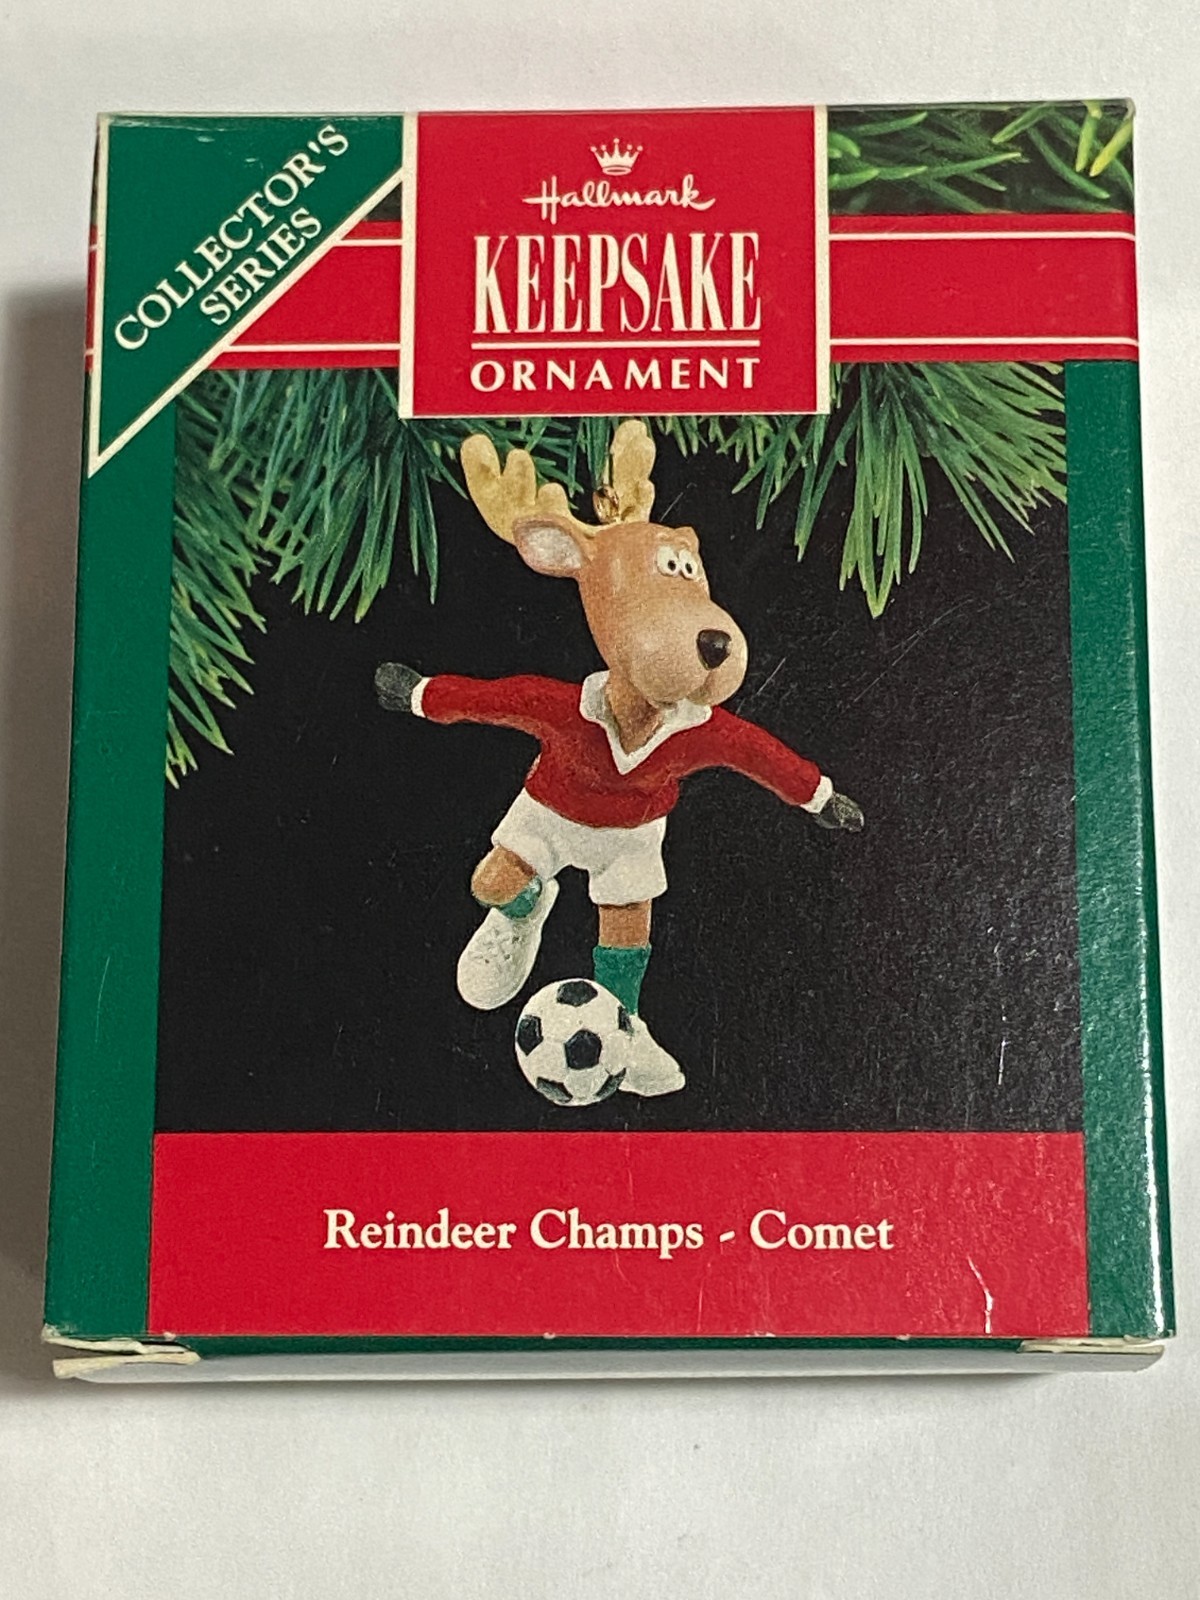 COLLECTOR'S
SERIES
Hallmark
KEEPSAKE
ORNAMENT
Reindeer Champs - Comet